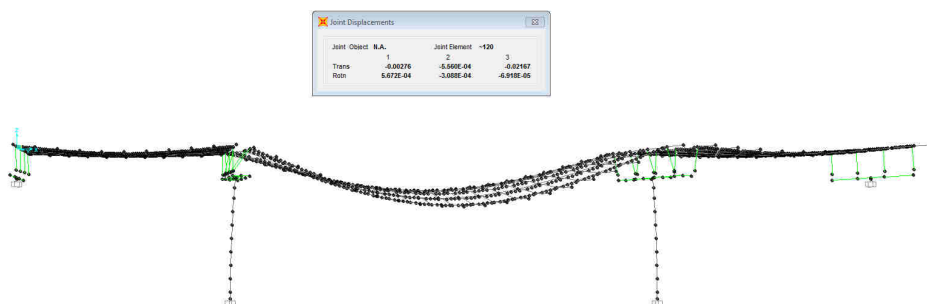 Joint Displacements
Joint Object N.A. Joint Element ~120
1 2 3
Trans -0.00276 -5.560E-04 -0.02167
Rotn 5.672E-04 -3.088E-04 -6.918E-05